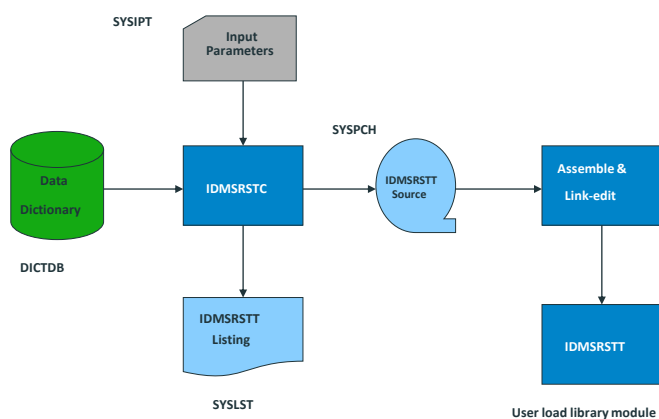 SYSIPT
Input
Parameters
SYSPCH
Data
Dictionary
IDMSRSTC
IDMSRSTT
Source
Assemble &
Link-edit
DICTDB
IDMSRSTT
Listing
IDMSRSTT
SYSLST
User load library module